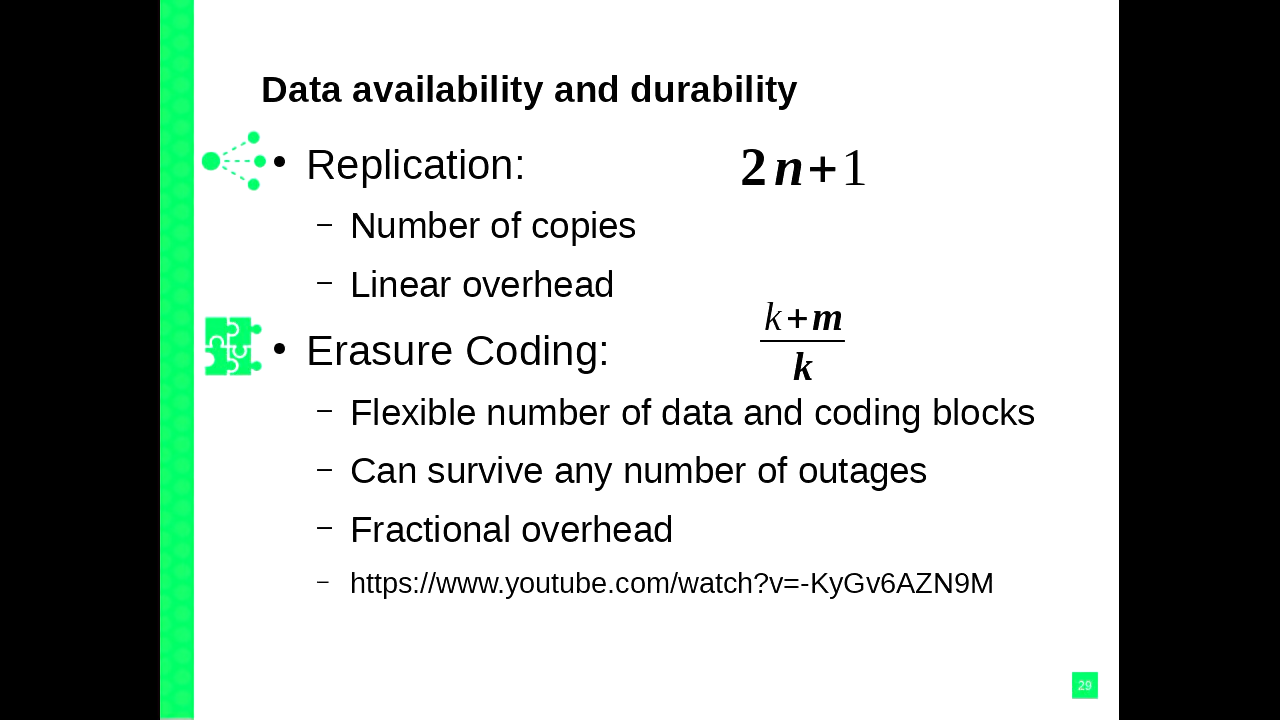 Data availability and durability
• Replication: 2n+1
– Number of copies
– Linear overhead
• Erasure Coding: k+m
k
– Flexible number of data and coding blocks
– Can survive any number of outages
– Fractional overhead
– https://www.youtube.com/watch?v=-KyGv6AZN9M
29